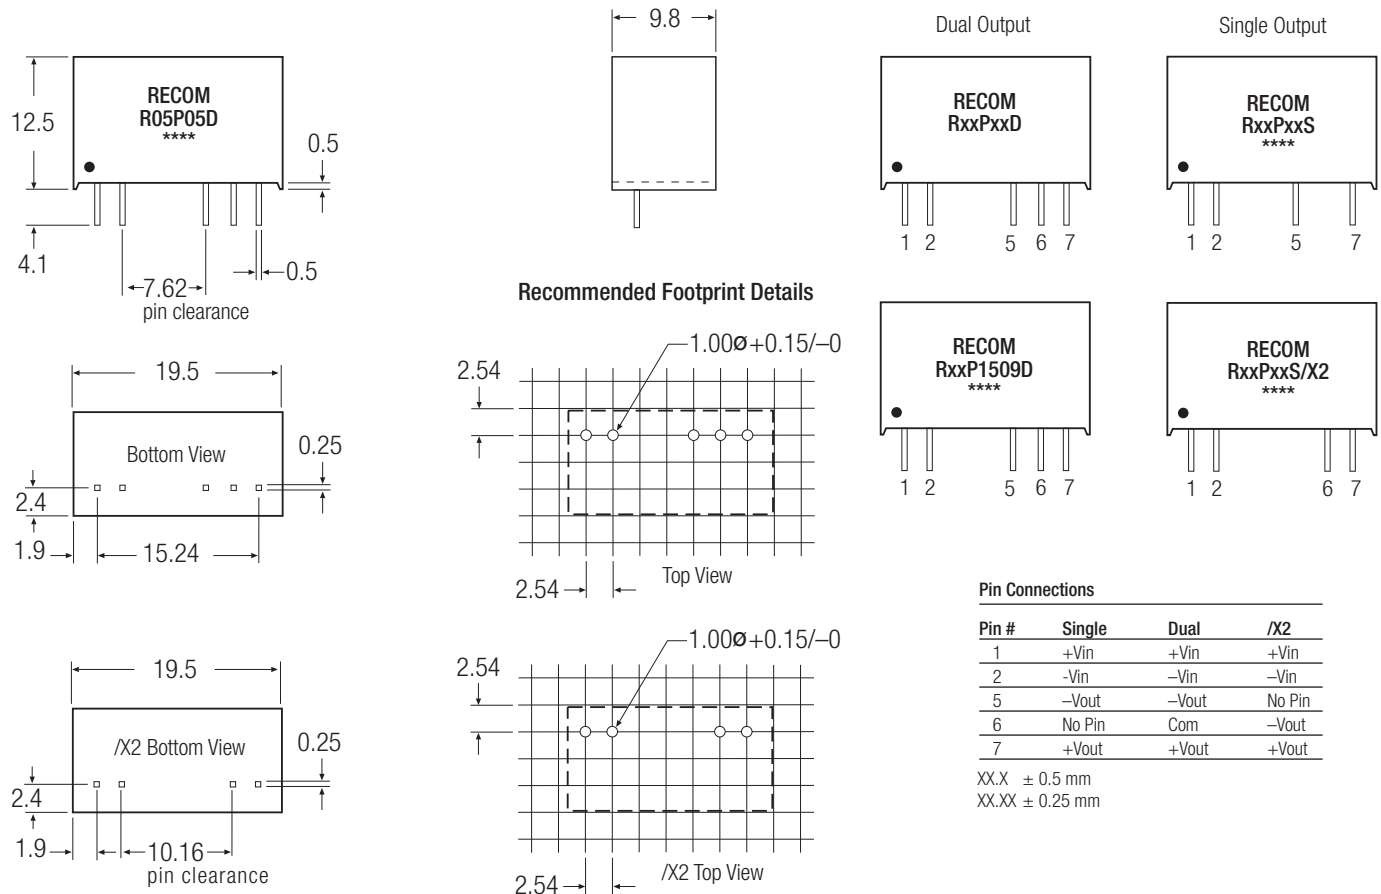 RECOM
R05P05D
****
12.5
0.5
4.1
0.5
7.62
pin clearance
19.5
Bottom View
0.25
2.4
1.9
15.24
19.5
/X2 Bottom View
0.25
2.4
1.9
10.16
pin clearance
9.8
Recommended Footprint Details
1.00ø+0.15/–0
2.54
2.54
Top View
1.00ø+0.15/–0
2.54
2.54
/X2 Top View
Dual Output
RECOM
RxxPxxD
1 2 5 6 7
Single Output
RECOM
RxxPxxS
****
1 2 5 7
RECOM
RxxP1509D
****
1 2 5 6 7
RECOM
RxxPxxS/X2
****
1 2 6 7
Pin Connections
Pin # Single Dual /X2
1 +Vin +Vin +Vin
2 -Vin –Vin –Vin
5 –Vout –Vout No Pin
6 No Pin Com –Vout
7 +Vout +Vout +Vout
XX.X ± 0.5 mm
XX.XX ± 0.25 mm